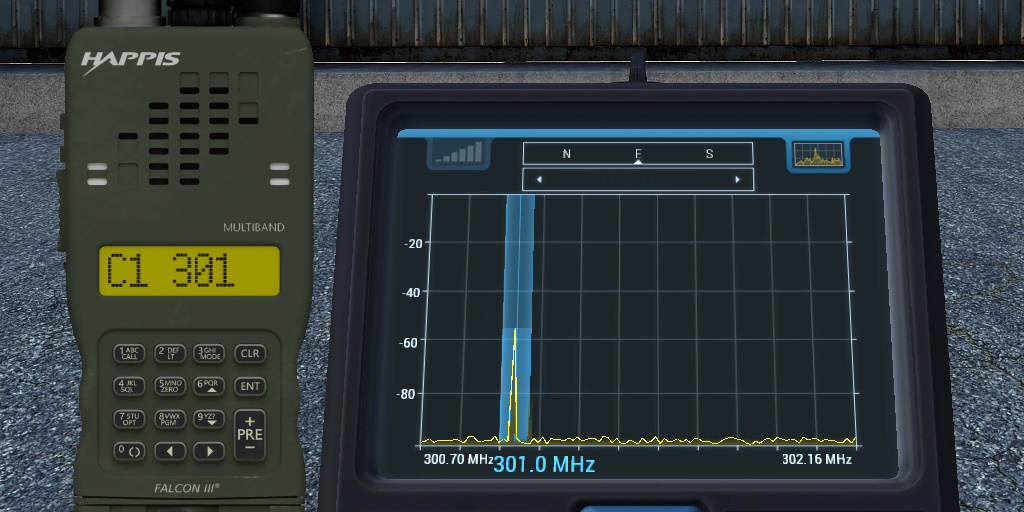 HAPPIS
MULTIBAND
C1 301
1 ABC CALL
2 DEF LT
3 GHI MODE
CLR
4 JKL SQL
5 MNO ZERO
6 PQR
ENT
7 STU OPT
8 VWX PGM
9 YZ?
+ PRE -
0 ()
FALCON III®
N E S
-20
-40
-60
-80
300.70 MHz 301.0 MHz 302.16 MHz